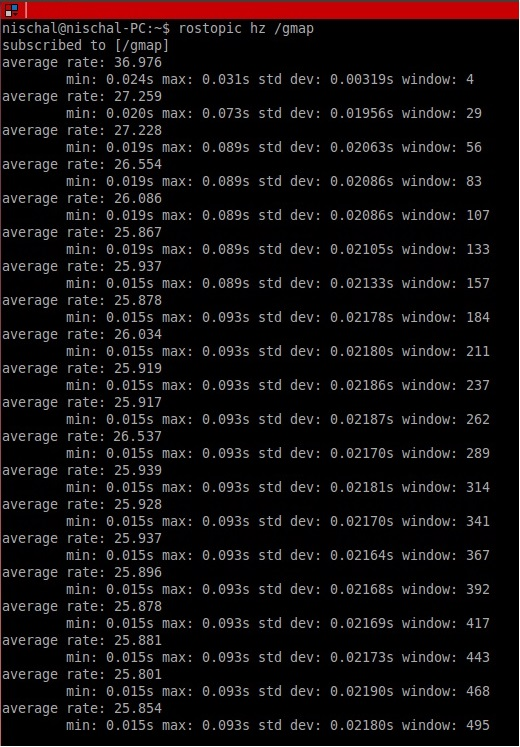 nischal@nischal-PC:~$ rostopic hz /gmap
subscribed to [/gmap]
average rate: 36.976
min: 0.024s max: 0.031s std dev: 0.00319s window: 4
average rate: 27.259
min: 0.020s max: 0.073s std dev: 0.01956s window: 29
average rate: 27.228
min: 0.019s max: 0.089s std dev: 0.02063s window: 56
average rate: 26.554
min: 0.019s max: 0.089s std dev: 0.02086s window: 83
average rate: 26.086
min: 0.019s max: 0.089s std dev: 0.02086s window: 107
average rate: 25.867
min: 0.019s max: 0.089s std dev: 0.02105s window: 133
average rate: 25.937
min: 0.015s max: 0.089s std dev: 0.02133s window: 157
average rate: 25.878
min: 0.015s max: 0.093s std dev: 0.02178s window: 184
average rate: 26.034
min: 0.015s max: 0.093s std dev: 0.02180s window: 211
average rate: 25.919
min: 0.015s max: 0.093s std dev: 0.02186s window: 237
average rate: 25.917
min: 0.015s max: 0.093s std dev: 0.02187s window: 262
average rate: 26.537
min: 0.015s max: 0.093s std dev: 0.02170s window: 289
average rate: 25.939
min: 0.015s max: 0.093s std dev: 0.02181s window: 314
average rate: 25.928
min: 0.015s max: 0.093s std dev: 0.02170s window: 341
average rate: 25.937
min: 0.015s max: 0.093s std dev: 0.02164s window: 367
average rate: 25.896
min: 0.015s max: 0.093s std dev: 0.02168s window: 392
average rate: 25.878
min: 0.015s max: 0.093s std dev: 0.02169s window: 417
average rate: 25.881
min: 0.015s max: 0.093s std dev: 0.02173s window: 443
average rate: 25.801
min: 0.015s max: 0.093s std dev: 0.02190s window: 468
average rate: 25.854
min: 0.015s max: 0.093s std dev: 0.02180s window: 495